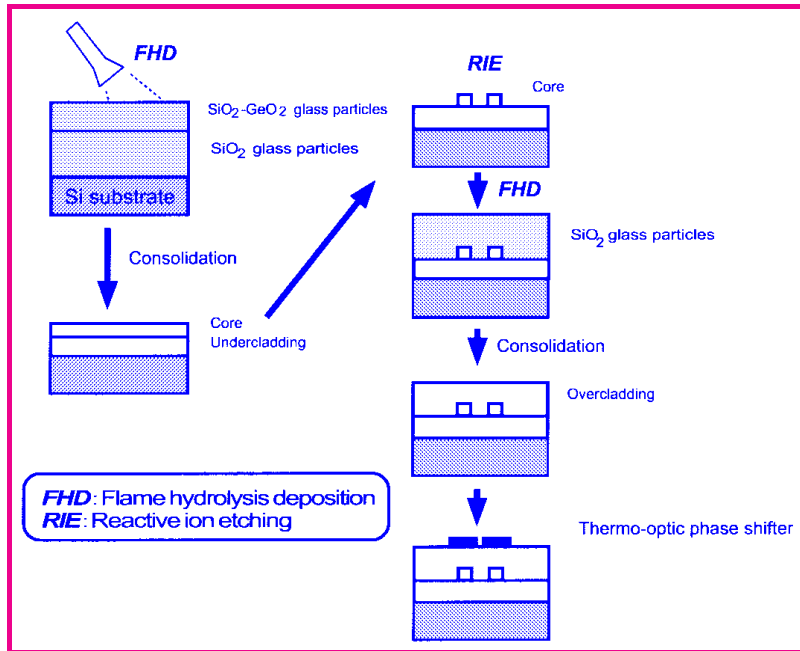 FHD
SiO₂-GeO₂ glass particles
SiO₂ glass particles
Si substrate
Consolidation
Core
Undercladding
RIE
Core
FHD
SiO₂ glass particles
Consolidation
Overcladding
Thermo-optic phase shifter
FHD: Flame hydrolysis deposition
RIE: Reactive ion etching